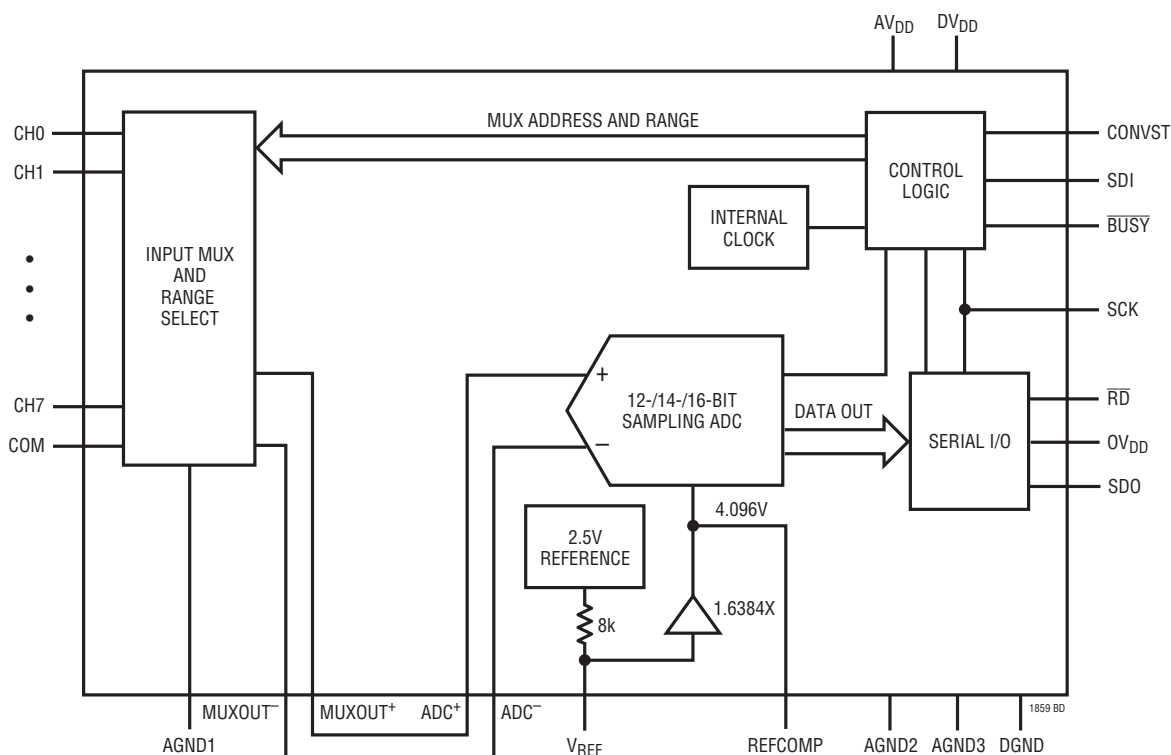 AVDD DVDD
CH0
CH1
CH7
COM
INPUT MUX
AND
RANGE
SELECT
MUX ADDRESS AND RANGE
INTERNAL
CLOCK
CONTROL
LOGIC
CONVST
SDI
BUSY
SCK
RD
OVDD
SDO
+
12-/14-/16-BIT
SAMPLING ADC
–
DATA OUT
SERIAL I/O
4.096V
2.5V
REFERENCE
8k
1.6384X
MUXOUT– MUXOUT+ ADC+ ADC–
1859 BD
AGND1 VREF REFCOMP AGND2 AGND3 DGND